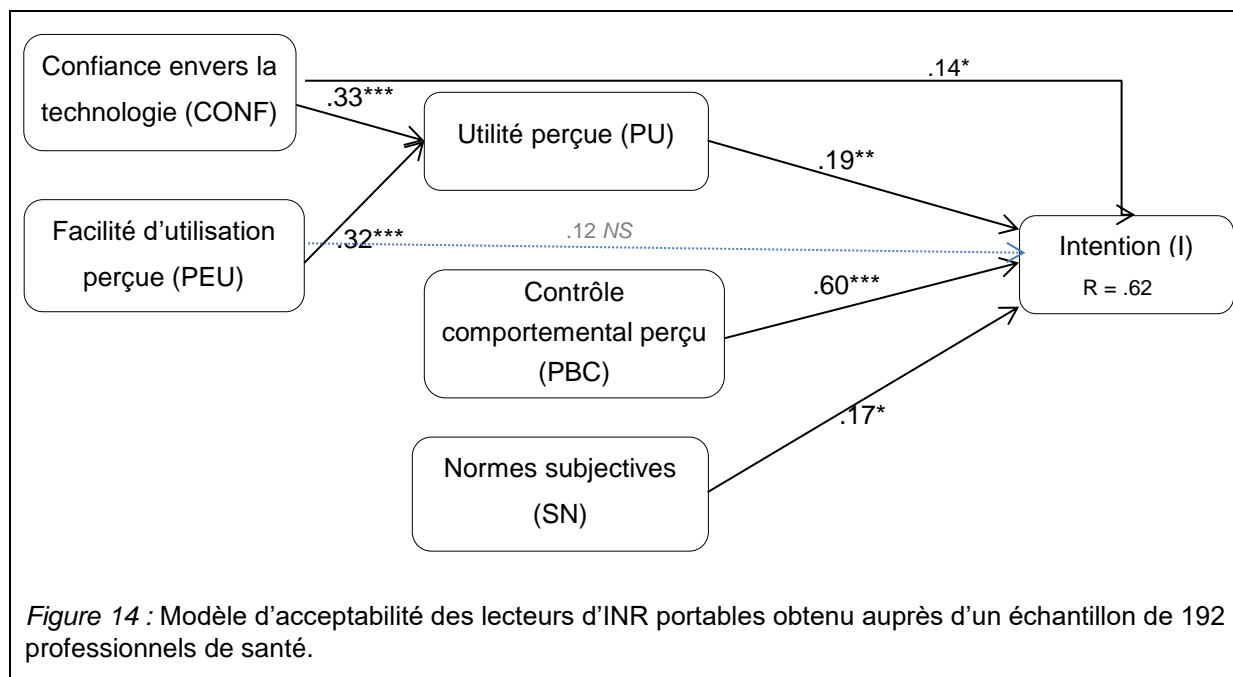 Confiance envers la
technologie (CONF)
.14*
.33***
Utilité perçue (PU)
.19**
Facilité d'utilisation
perçue (PEU)
.32***
.12 NS
Intention (I)
R = .62
Contrôle
comportemental perçu
(PBC)
.60***
.17*
Normes subjectives
(SN)
Figure 14 : Modèle d'acceptabilité des lecteurs d'INR portables obtenu auprès d'un échantillon de 192
professionnels de santé.